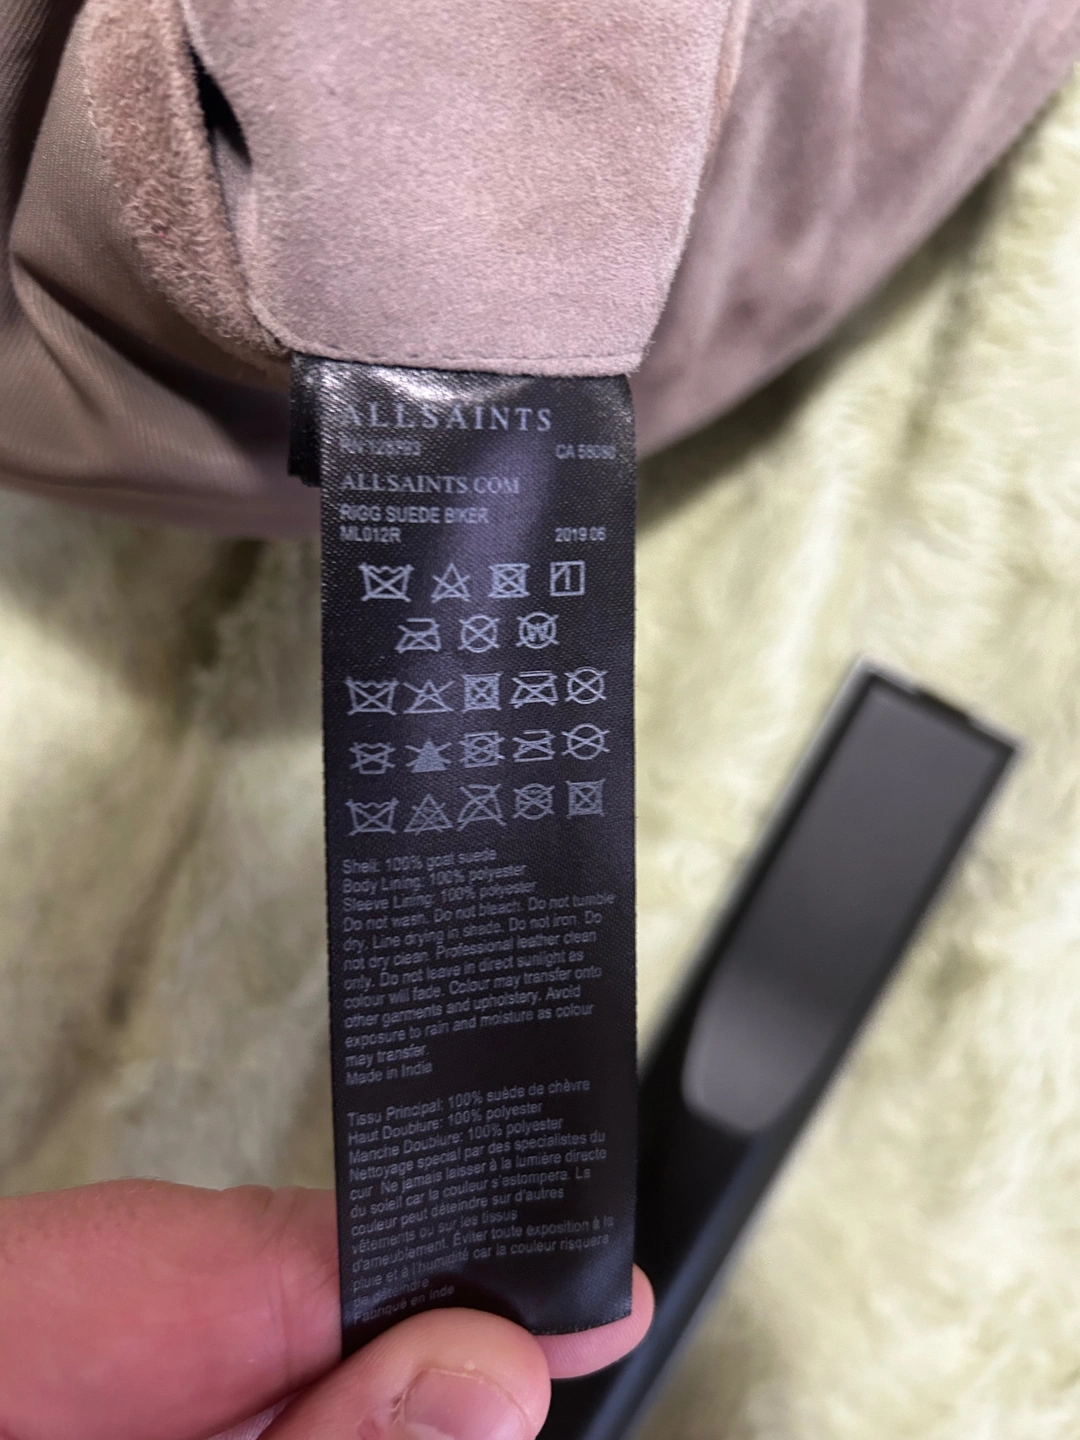 ALLSAINTS
ALLSAINTS.COM
RIGG SUEDE BIKER
ML012R 2019 06
Shell: 100% goat suede
Body Lining: 100% polyester
Sleeve Lining: 100% polyester
Do not wash. Do not bleach. Do not tumble
dry. Line drying in shade. Do not iron. Do
not dry clean. Professional leather clean
only. Do not leave in direct sunlight as
colour will fade. Colour may transfer onto
other garments and upholstery. Avoid
exposure to rain and moisture as colour
may transfer.
Made in India
Tissu Principal: 100% suède de chèvre
Haut Doublure: 100% polyester
Manche Doublure: 100% polyester
Nettoyage special par des specialistes du
cuir Ne jamais laisser à la lumière directe
du soleil car la couleur s'estompera. La
couleur peut déteindre sur d'autres
vêtements ou sur les tissus
d'ameublement. Éviter toute exposition à la
pluie et à l'humidité car la couleur risquera
de déteindre
Fabriqué en Inde